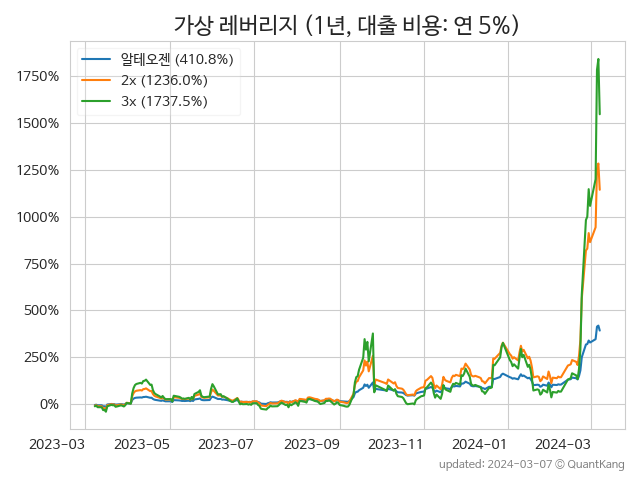 가상 레버리지 (1년, 대출 비용: 연 5%)
알테오젠 (410.8%)
2x (1236.0%)
3x (1737.5%)
1750%
1500%
1250%
1000%
750%
500%
250%
0%
2023-03 2023-05 2023-07 2023-09 2023-11 2024-01 2024-03
updated: 2024-03-07 © QuantKang